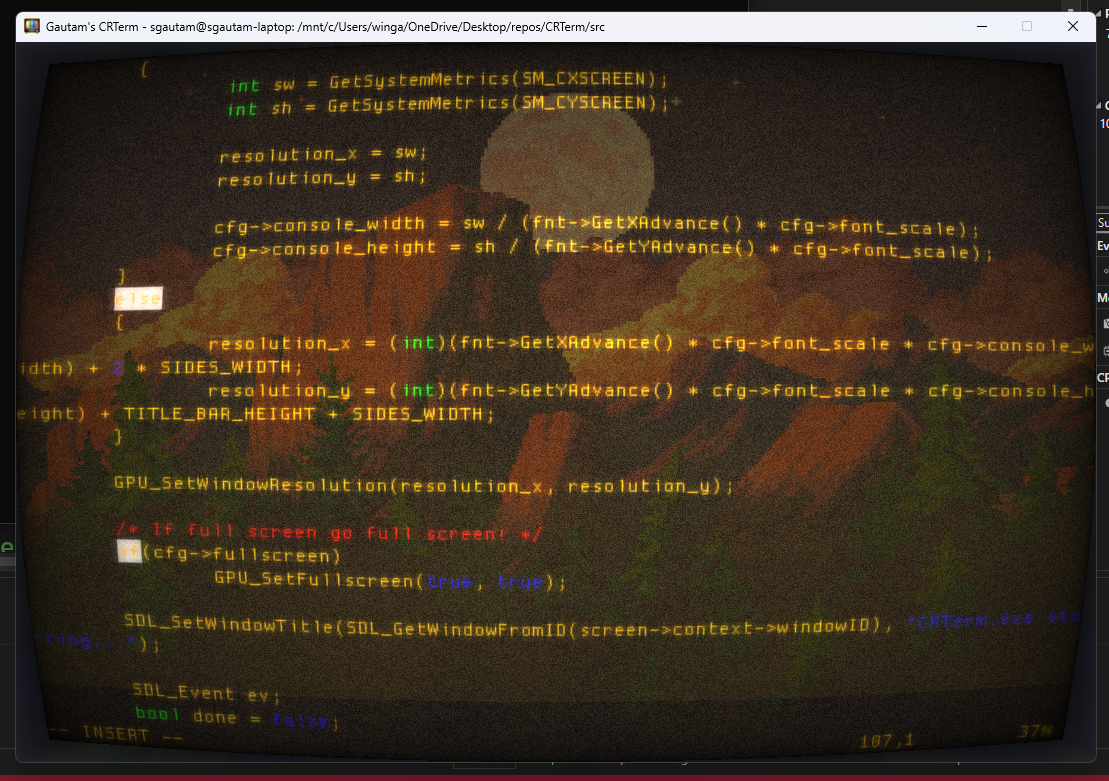 Gautam's CRTerm - sgautam@sgautam-laptop: /mnt/c/Users/winga/OneDrive/Desktop/repos/CRTerm/src
{
int sw = GetSystemMetrics(SM_CXSCREEN);
int sh = GetSystemMetrics(SM_CYSCREEN);
resolution_x = sw;
resolution_y = sh;
cfg->console_width = sw / (fnt->GetXAdvance() * cfg->font_scale);
cfg->console_height = sh / (fnt->GetYAdvance() * cfg->font_scale);
}
else
{
resolution_x = (int)(fnt->GetXAdvance() * cfg->font_scale * cfg->console_w
idth) + 2 * SIDES_WIDTH;
resolution_y = (int)(fnt->GetYAdvance() * cfg->font_scale * cfg->console_h
eight) + TITLE_BAR_HEIGHT + SIDES_WIDTH;
}
GPU_SetWindowResolution(resolution_x, resolution_y);
/* If full screen go full screen! */
if(cfg->fullscreen)
GPU_SetFullscreen(true, true);
SDL_SetWindowTitle(SDL_GetWindowFromID(screen->context->windowID), "CRTerm.exe sta
rting...");
SDL_Event ev;
bool done = false;
-- INSERT --
107,1
37%